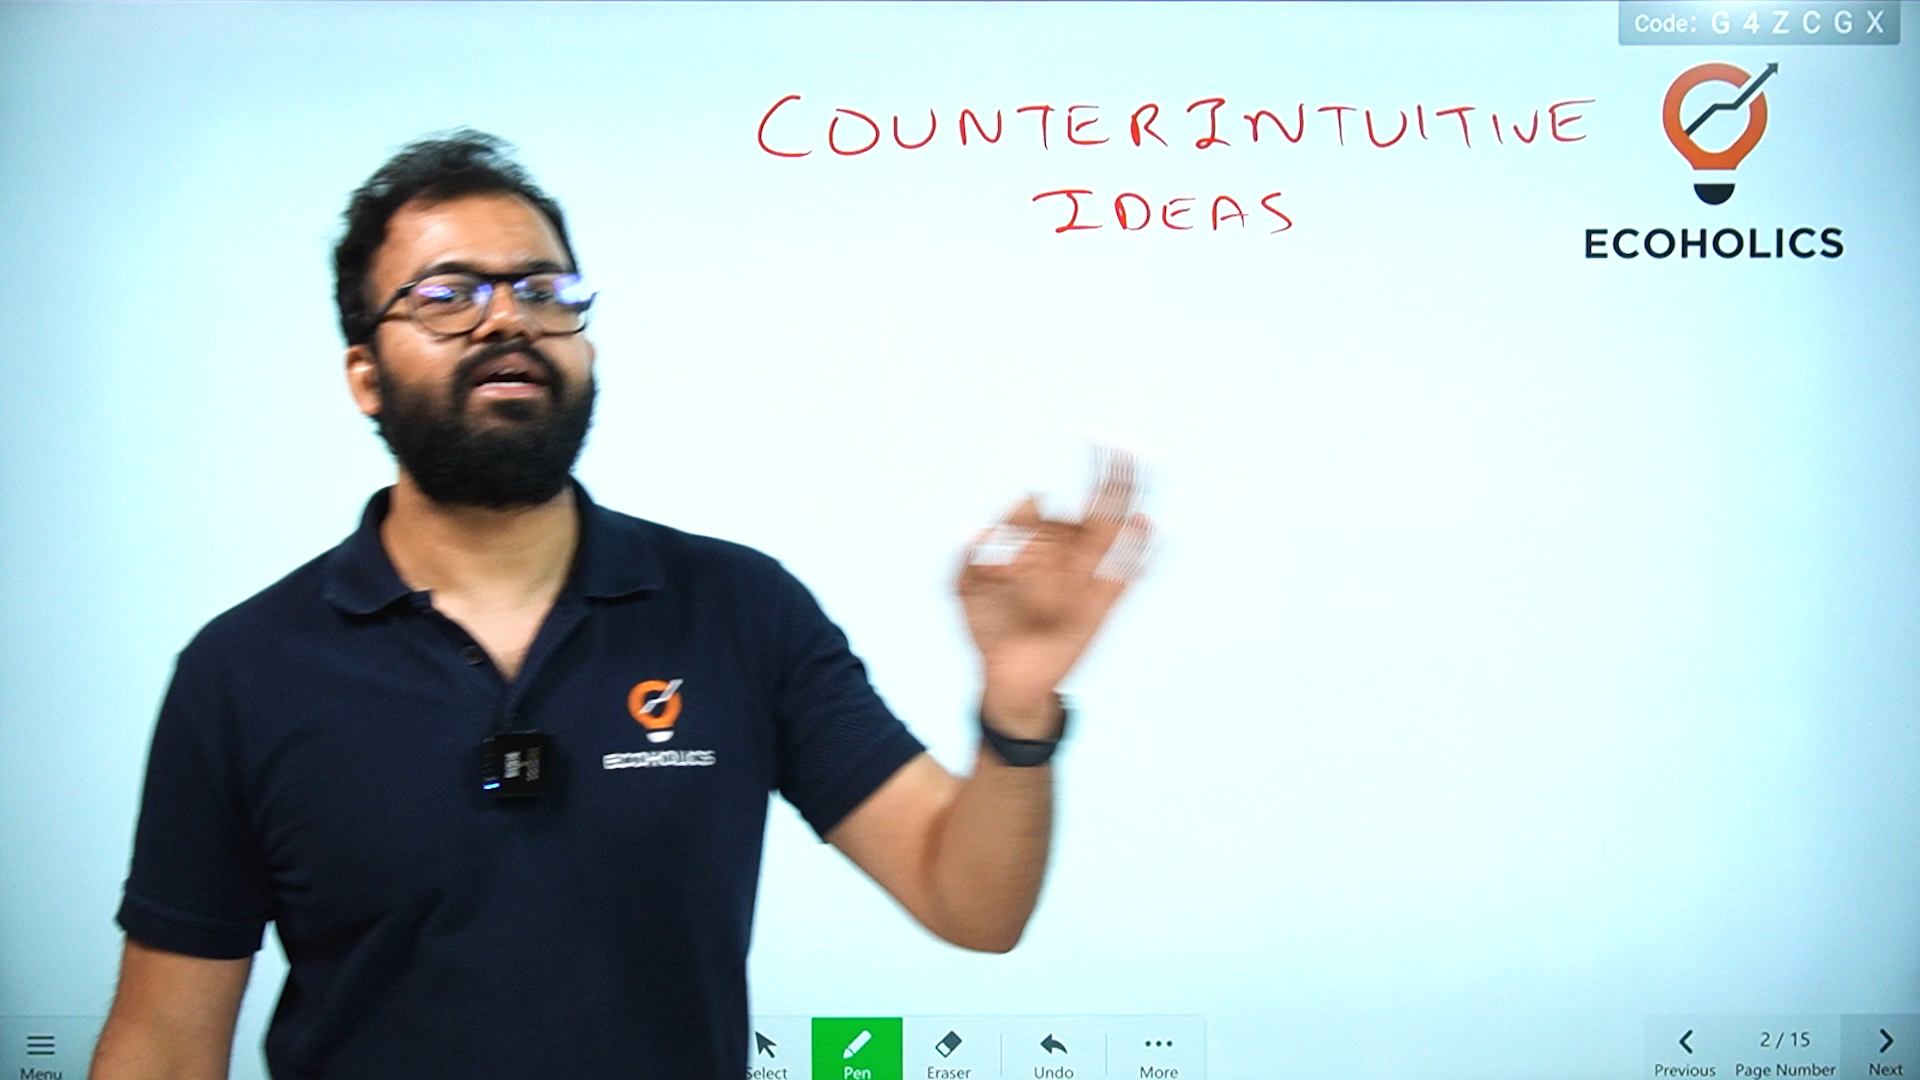 Code: G 4 Z C G X
COUNTERINTUITIVE
IDEAS
ECOHOLICS
ECOHOLICS
Menu
Select
Pen
Eraser
Undo
More
Previous
2 / 15
Page Number
Next